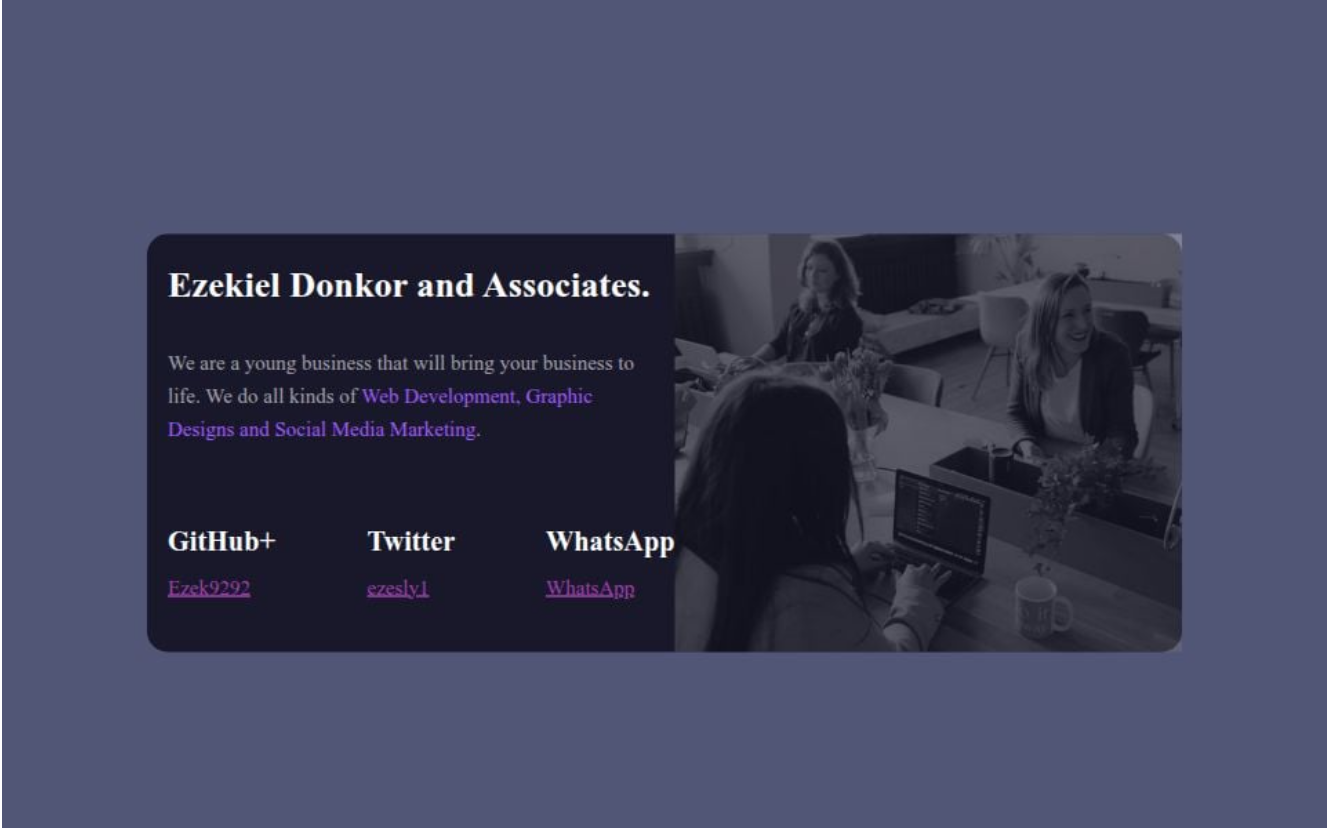 Ezekiel Donkor and Associates.
We are a young business that will bring your business to
life. We do all kinds of Web Development, Graphic
Designs and Social Media Marketing.
GitHub+ Twitter WhatsApp
Ezek9292 ezesly1 WhatsApp